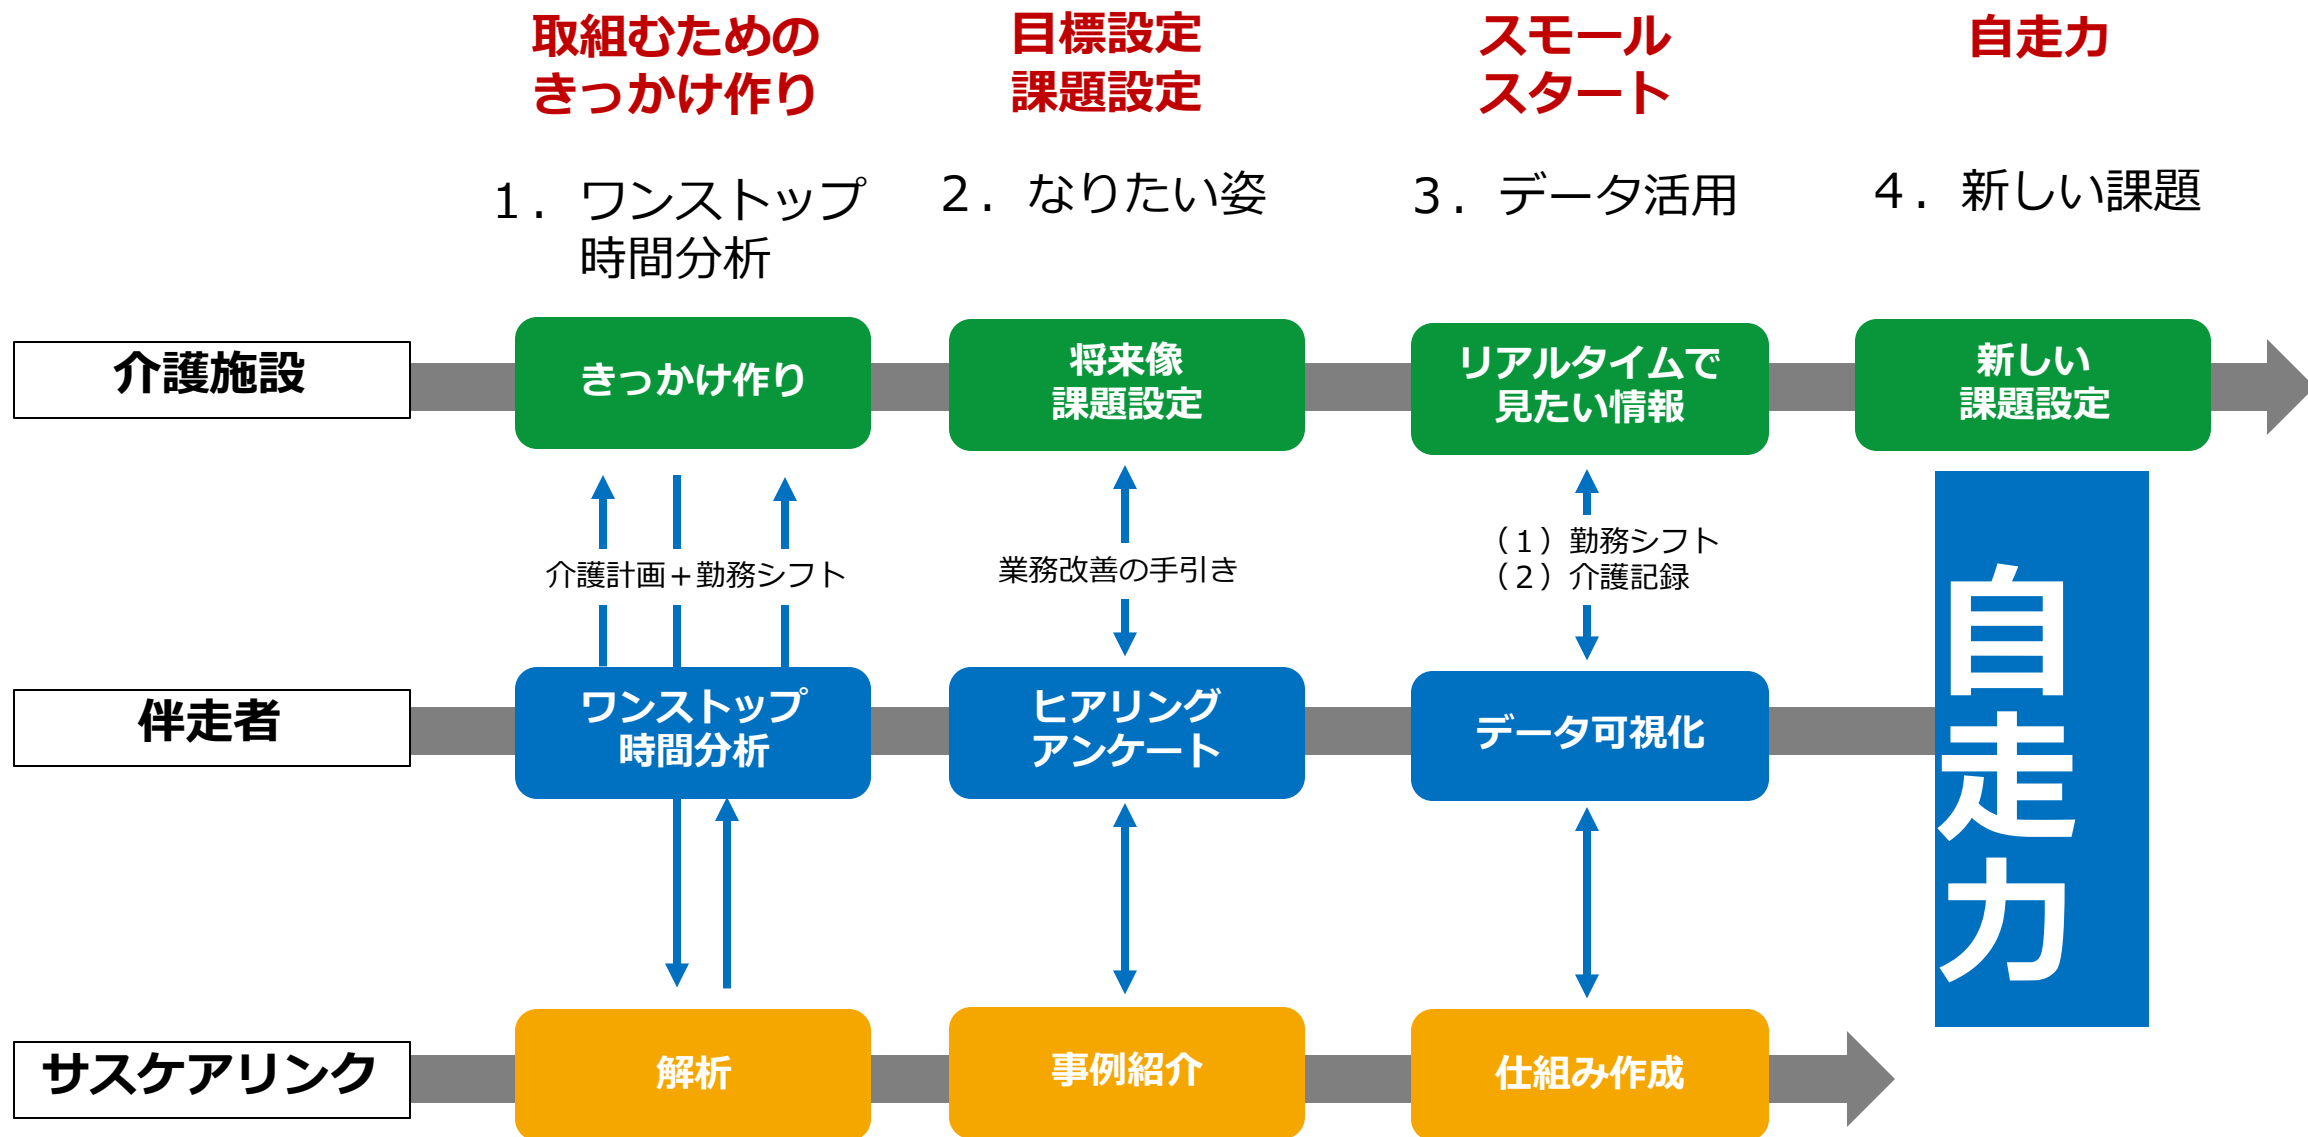 取組むための
きっかけ作り
目標設定
課題設定
スモール
スタート
自走力
１．ワンストップ
時間分析
２．なりたい姿
３．データ活用
４．新しい課題
介護施設
きっかけ作り
将来像
課題設定
リアルタイムで
見たい情報
新しい
課題設定
介護計画＋勤務シフト
業務改善の手引き
（１）勤務シフト
（２）介護記録
伴走者
ワンストップ
時間分析
ヒアリング
アンケート
データ可視化
自走力
サスケアリンク
解析
事例紹介
仕組み作成